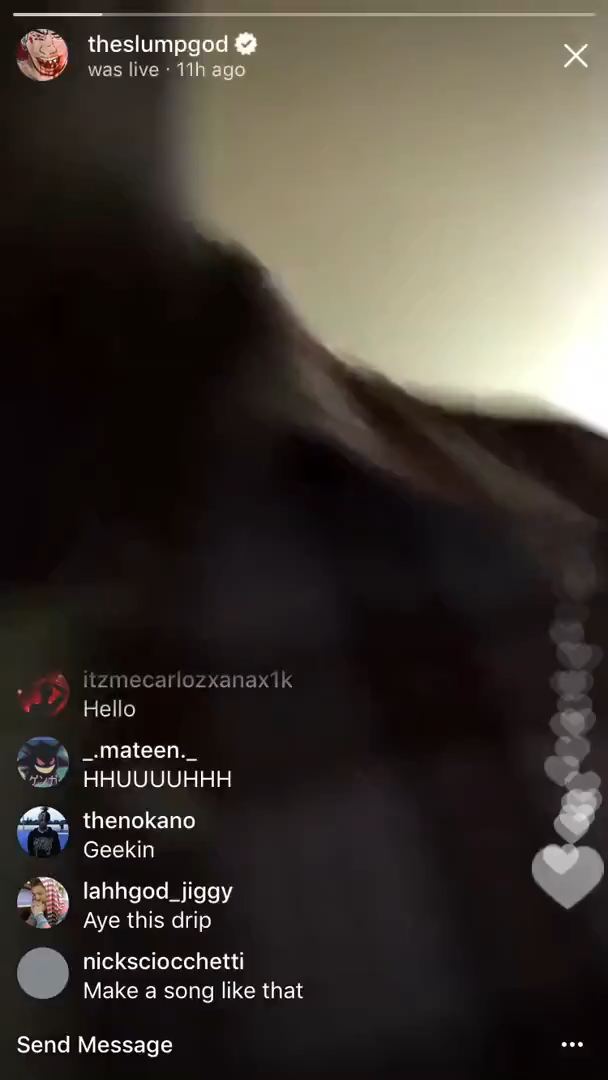 theslumpgod
was live · 11h ago
itzmecarlozxanax1k
Hello
_.mateen._
HHUUUUHHH
thenokano
Geekin
lahhgod_jiggy
Aye this drip
nicksciocchetti
Make a song like that
Send Message